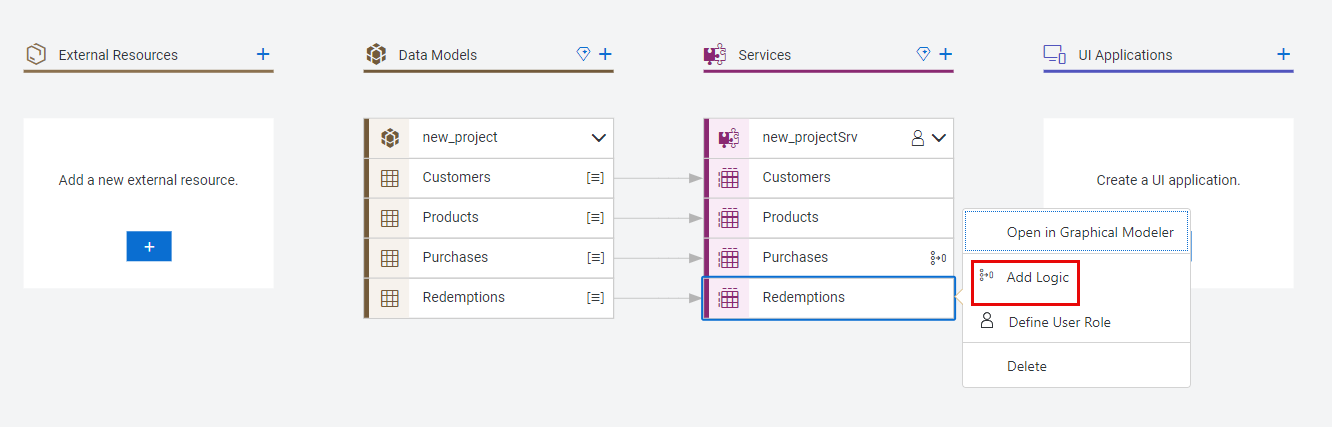 External Resources
Data Models
Services
UI Applications
Add a new external resource.
new_project
Customers
Products
Purchases
Redemptions
new_projectSrv
Customers
Products
Purchases
Redemptions
Create a UI application.
Open in Graphical Modeler
Add Logic
Define User Role
Delete